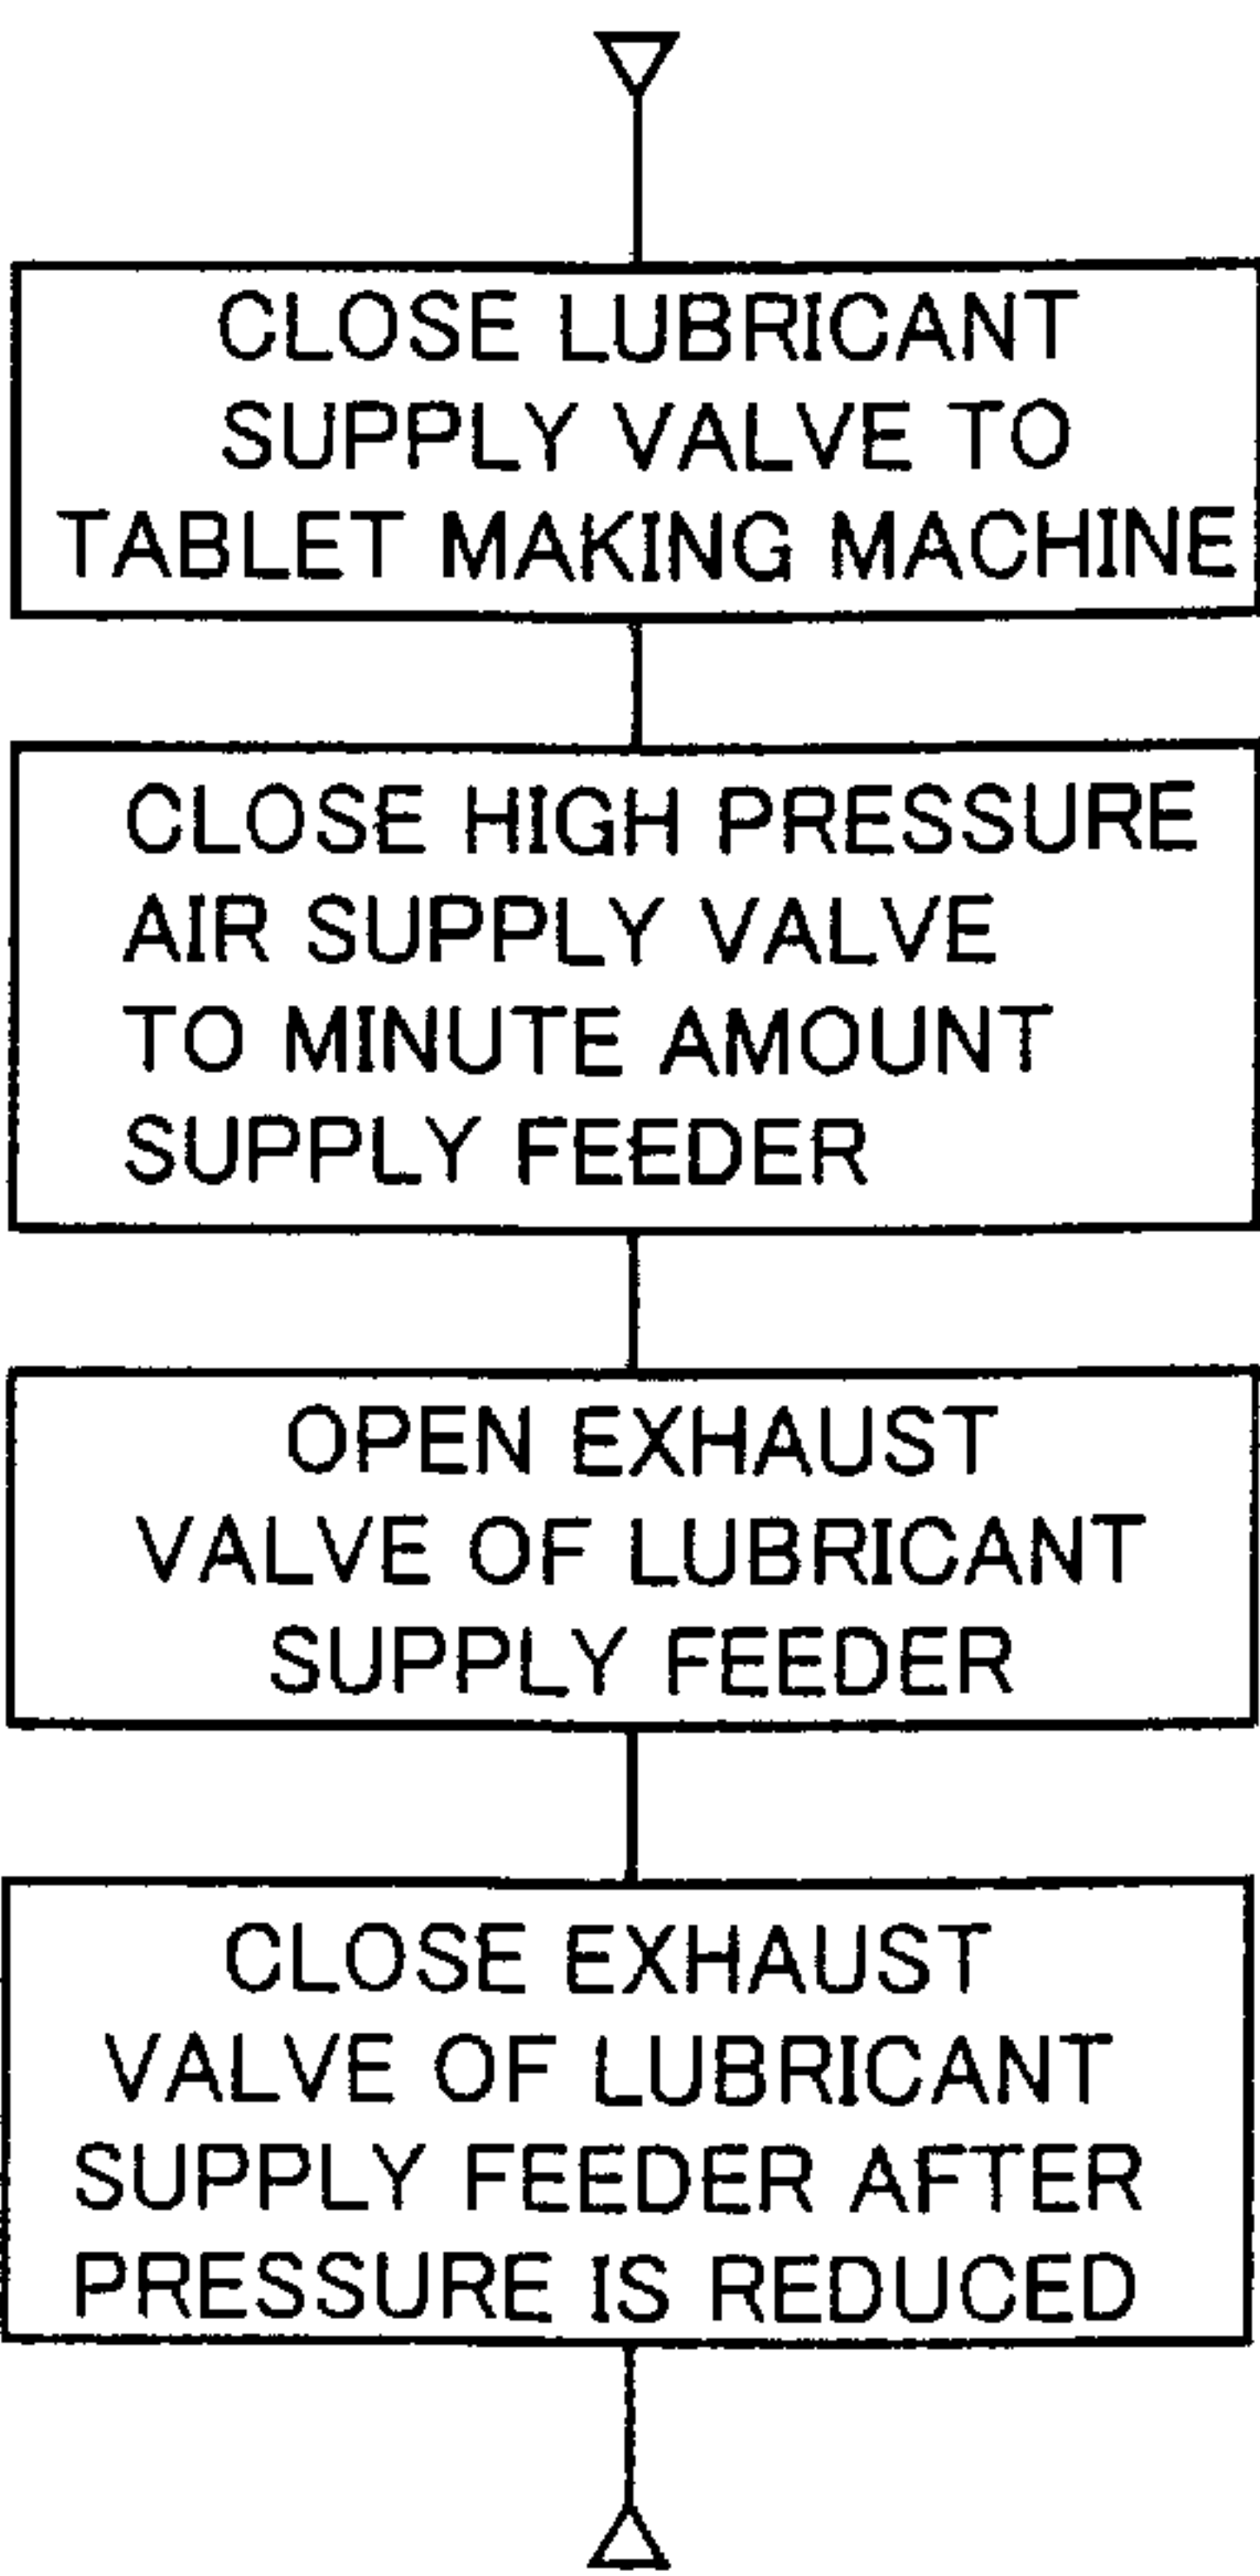 CLOSE LUBRICANT
SUPPLY VALVE TO
TABLET MAKING MACHINE
CLOSE HIGH PRESSURE
AIR SUPPLY VALVE
TO MINUTE AMOUNT
SUPPLY FEEDER
OPEN EXHAUST
VALVE OF LUBRICANT
SUPPLY FEEDER
CLOSE EXHAUST
VALVE OF LUBRICANT
SUPPLY FEEDER AFTER
PRESSURE IS REDUCED